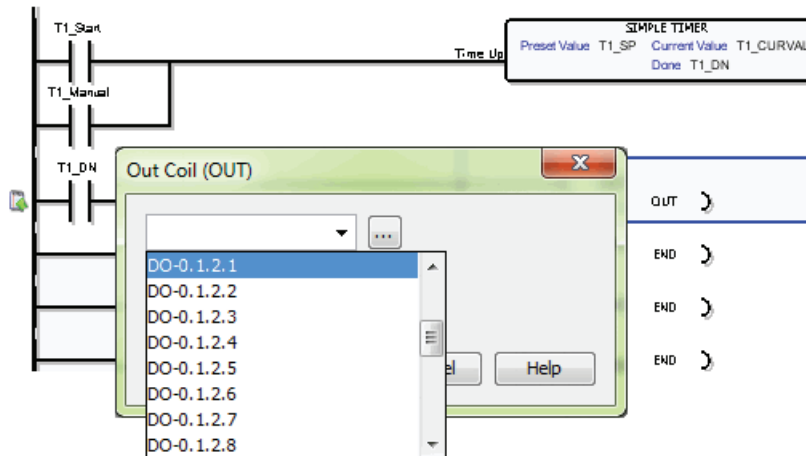 T1_Start
SIMPLE TIMER
Time Up
Preset Value T1_SP Current Value T1_CURVAL
Done T1_DN
T1_Manual
T1_DN
Out Coil (OUT)
OUT
DO-0.1.2.1
END
DO-0.1.2.2
DO-0.1.2.3
END
DO-0.1.2.4
DO-0.1.2.5
el
Help
END
DO-0.1.2.6
DO-0.1.2.7
DO-0.1.2.8